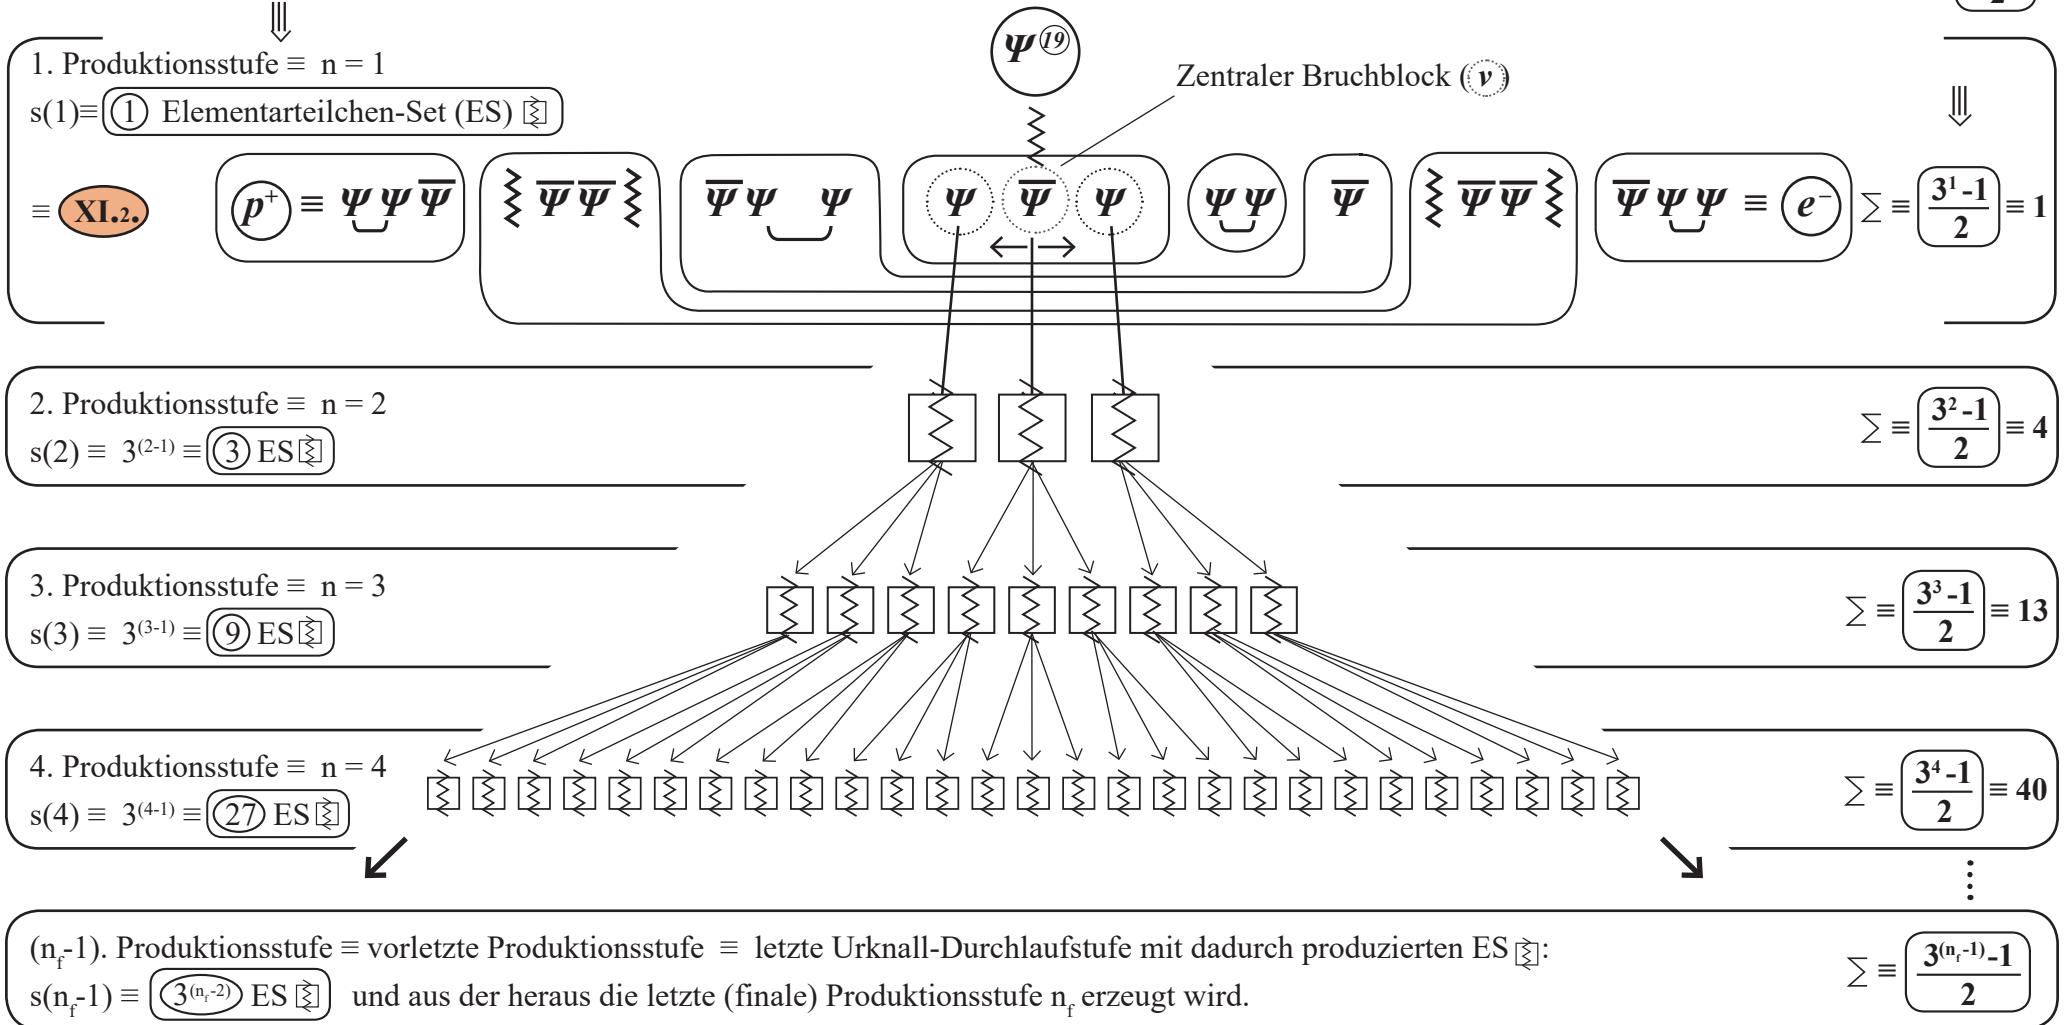 2
1. Produktionsstufe ≡ n = 1
Ψ⑲
Zentraler Bruchblock (ν)
s(1)≡ ① Elementarteilchen-Set (ES)
≡ XI.2.
p⁺ ≡ Ψ Ψ Ψ̅
Ψ̅ Ψ̅
Ψ̅ Ψ Ψ
Ψ Ψ̅ Ψ
Ψ Ψ
Ψ̅
Ψ̅ Ψ̅
Ψ̅ Ψ Ψ ≡ e⁻
∑ ≡ 3¹-1 / 2 ≡ 1
2. Produktionsstufe ≡ n = 2
s(2) ≡ 3⁽²⁻¹⁾ ≡ ③ ES
∑ ≡ 3²-1 / 2 ≡ 4
3. Produktionsstufe ≡ n = 3
s(3) ≡ 3⁽³⁻¹⁾ ≡ ⑨ ES
∑ ≡ 3³-1 / 2 ≡ 13
4. Produktionsstufe ≡ n = 4
s(4) ≡ 3⁽⁴⁻¹⁾ ≡ ㉗ ES
∑ ≡ 3⁴-1 / 2 ≡ 40
(n_f-1). Produktionsstufe ≡ vorletzte Produktionsstufe ≡ letzte Urknall-Durchlaufstufe mit dadurch produzierten ES :
s(n_f-1) ≡ 3^(n_f-2) ES und aus der heraus die letzte (finale) Produktionsstufe n_f erzeugt wird.
∑ ≡ 3^(n_f-1)-1 / 2